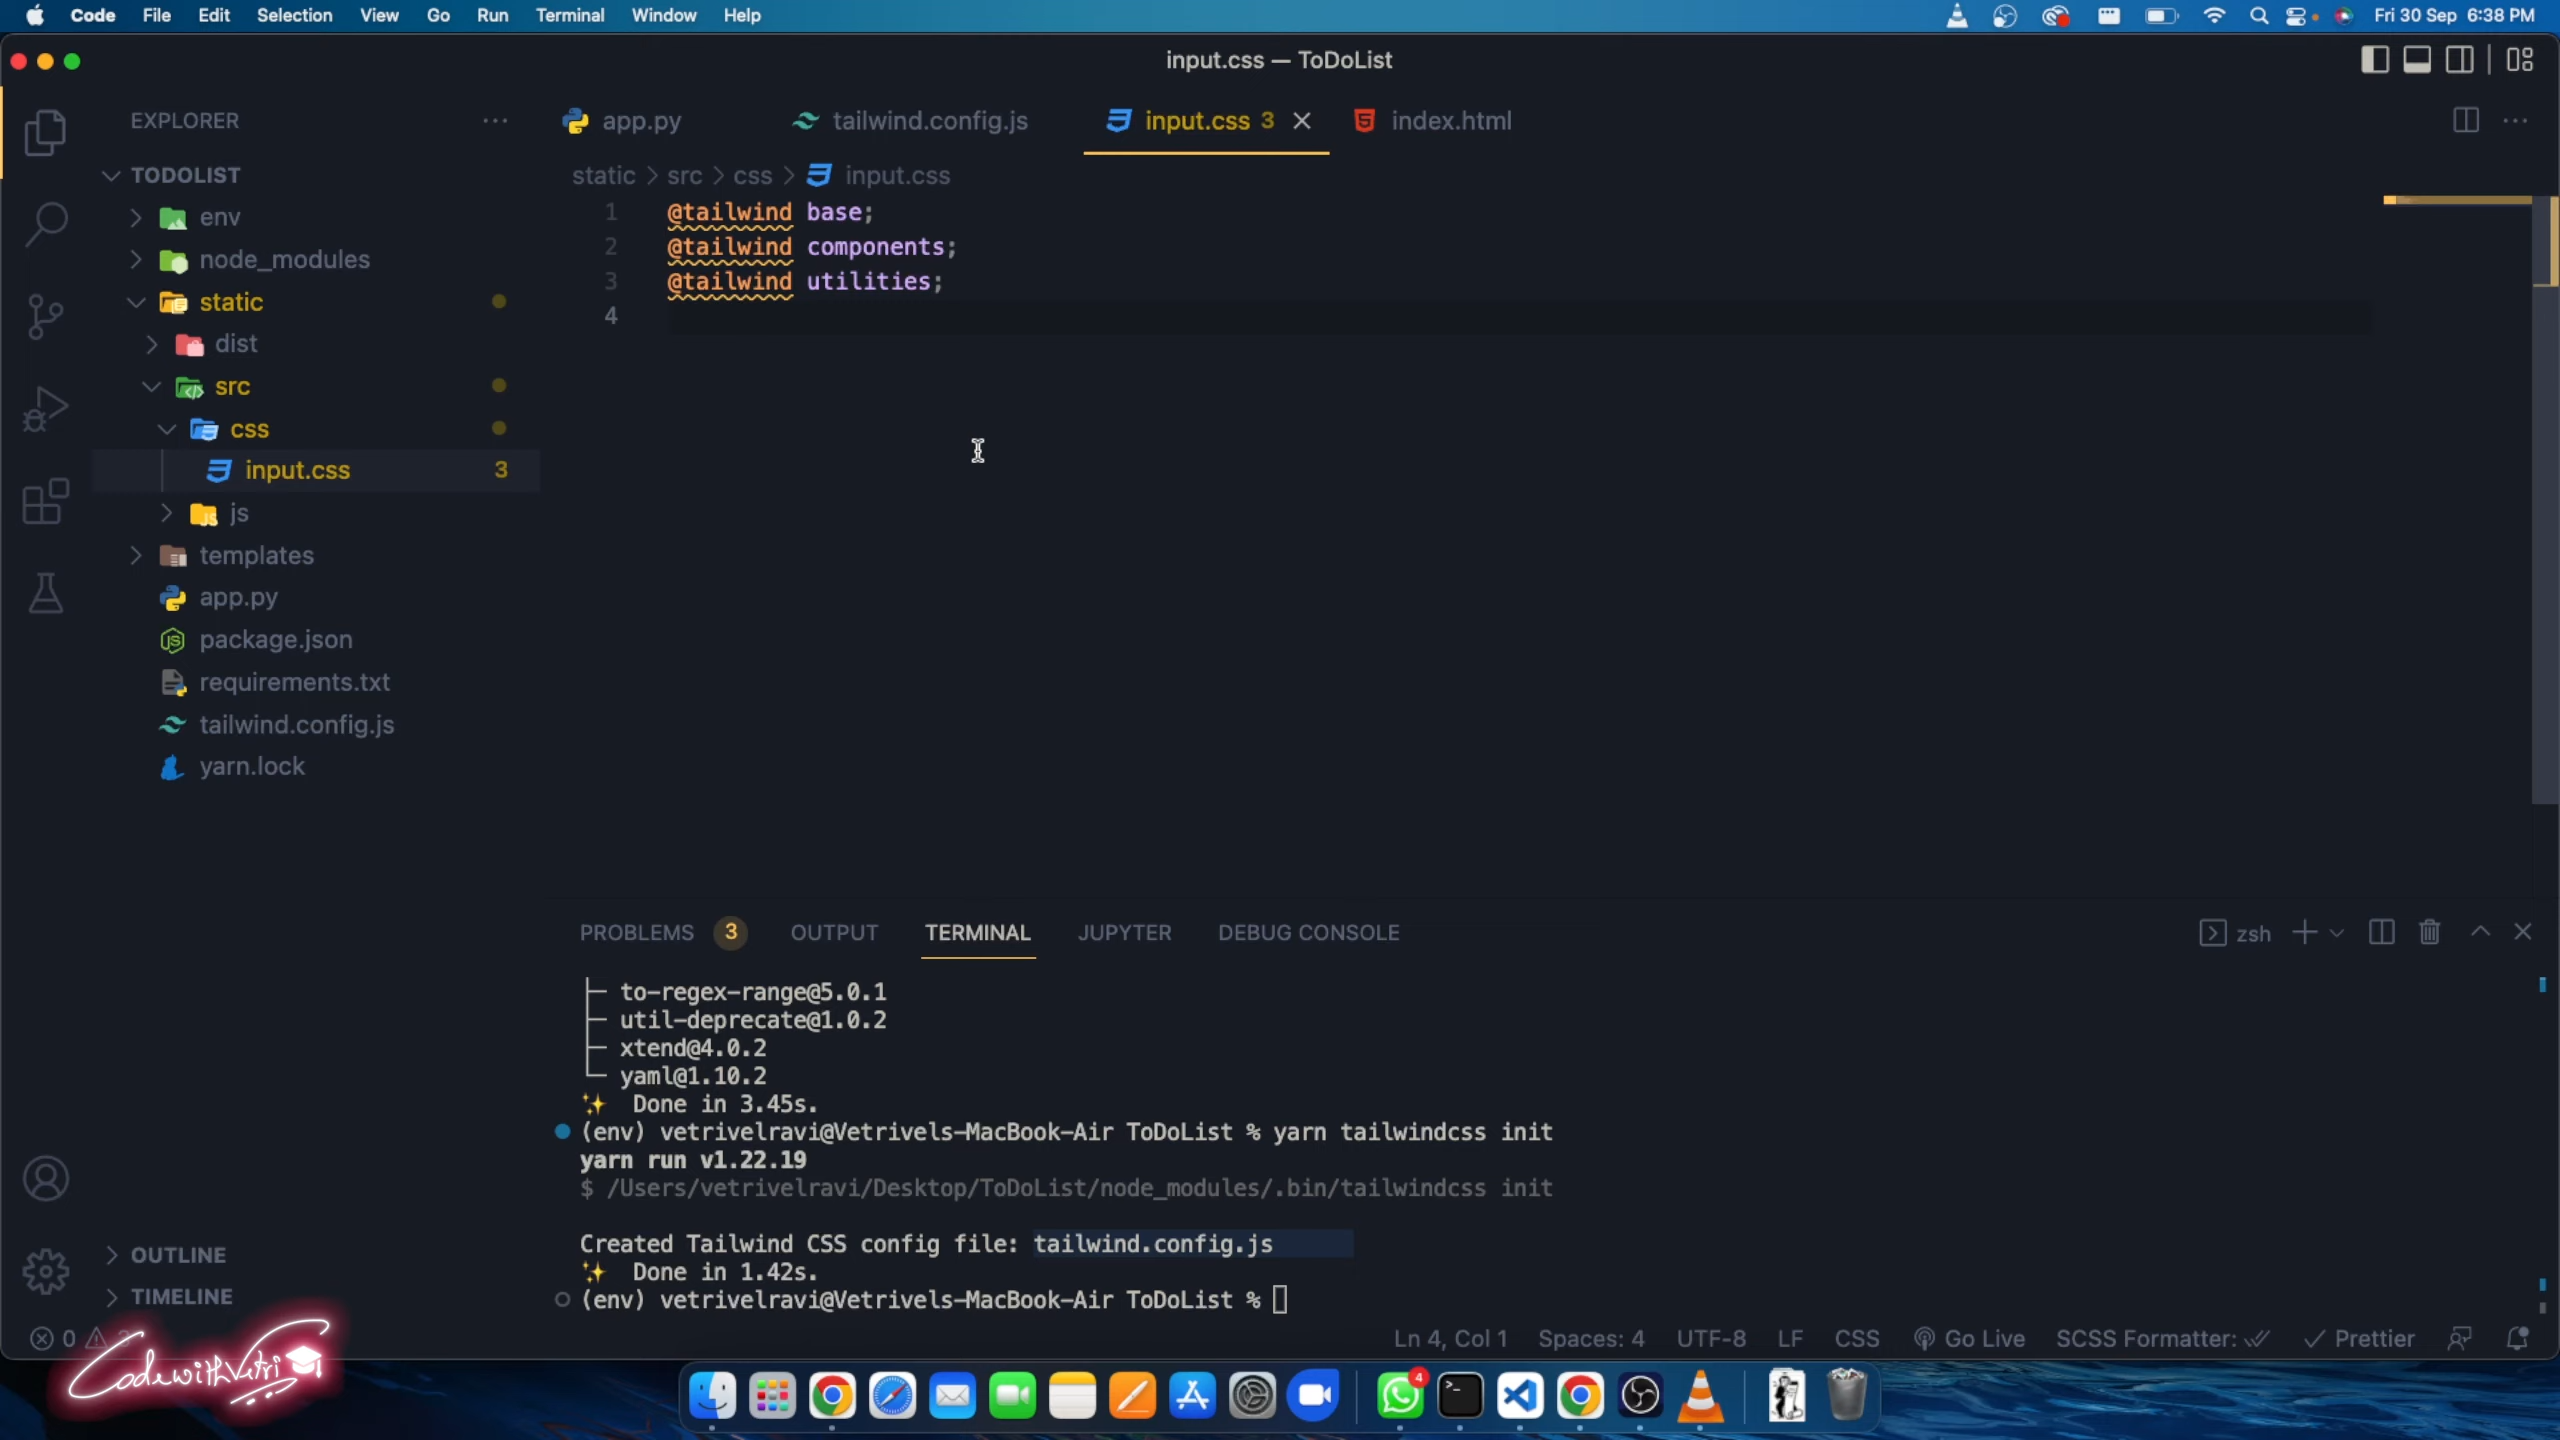 Code File Edit Selection View Go Run Terminal Window Help
Fri 30 Sep 6:38 PM
input.css — ToDoList
EXPLORER
app.py
tailwind.config.js
input.css 3
index.html
TODOLIST
env
node_modules
static
dist
src
css
input.css 3
js
templates
app.py
package.json
requirements.txt
tailwind.config.js
yarn.lock
OUTLINE
TIMELINE
static > src > css > input.css
1 @tailwind base;
2 @tailwind components;
3 @tailwind utilities;
4
PROBLEMS 3 OUTPUT TERMINAL JUPYTER DEBUG CONSOLE
zsh
├─ to-regex-range@5.0.1
├─ util-deprecate@1.0.2
├─ xtend@4.0.2
└─ yaml@1.10.2
✨ Done in 3.45s.
(env) vetrivelravi@Vetrivels-MacBook-Air ToDoList % yarn tailwindcss init
yarn run v1.22.19
$ /Users/vetrivelravi/Desktop/ToDoList/node_modules/.bin/tailwindcss init
Created Tailwind CSS config file: tailwind.config.js
✨ Done in 1.42s.
(env) vetrivelravi@Vetrivels-MacBook-Air ToDoList %
0
Ln 4, Col 1 Spaces: 4 UTF-8 LF CSS Go Live SCSS Formatter: Prettier
CodewithVetri
4